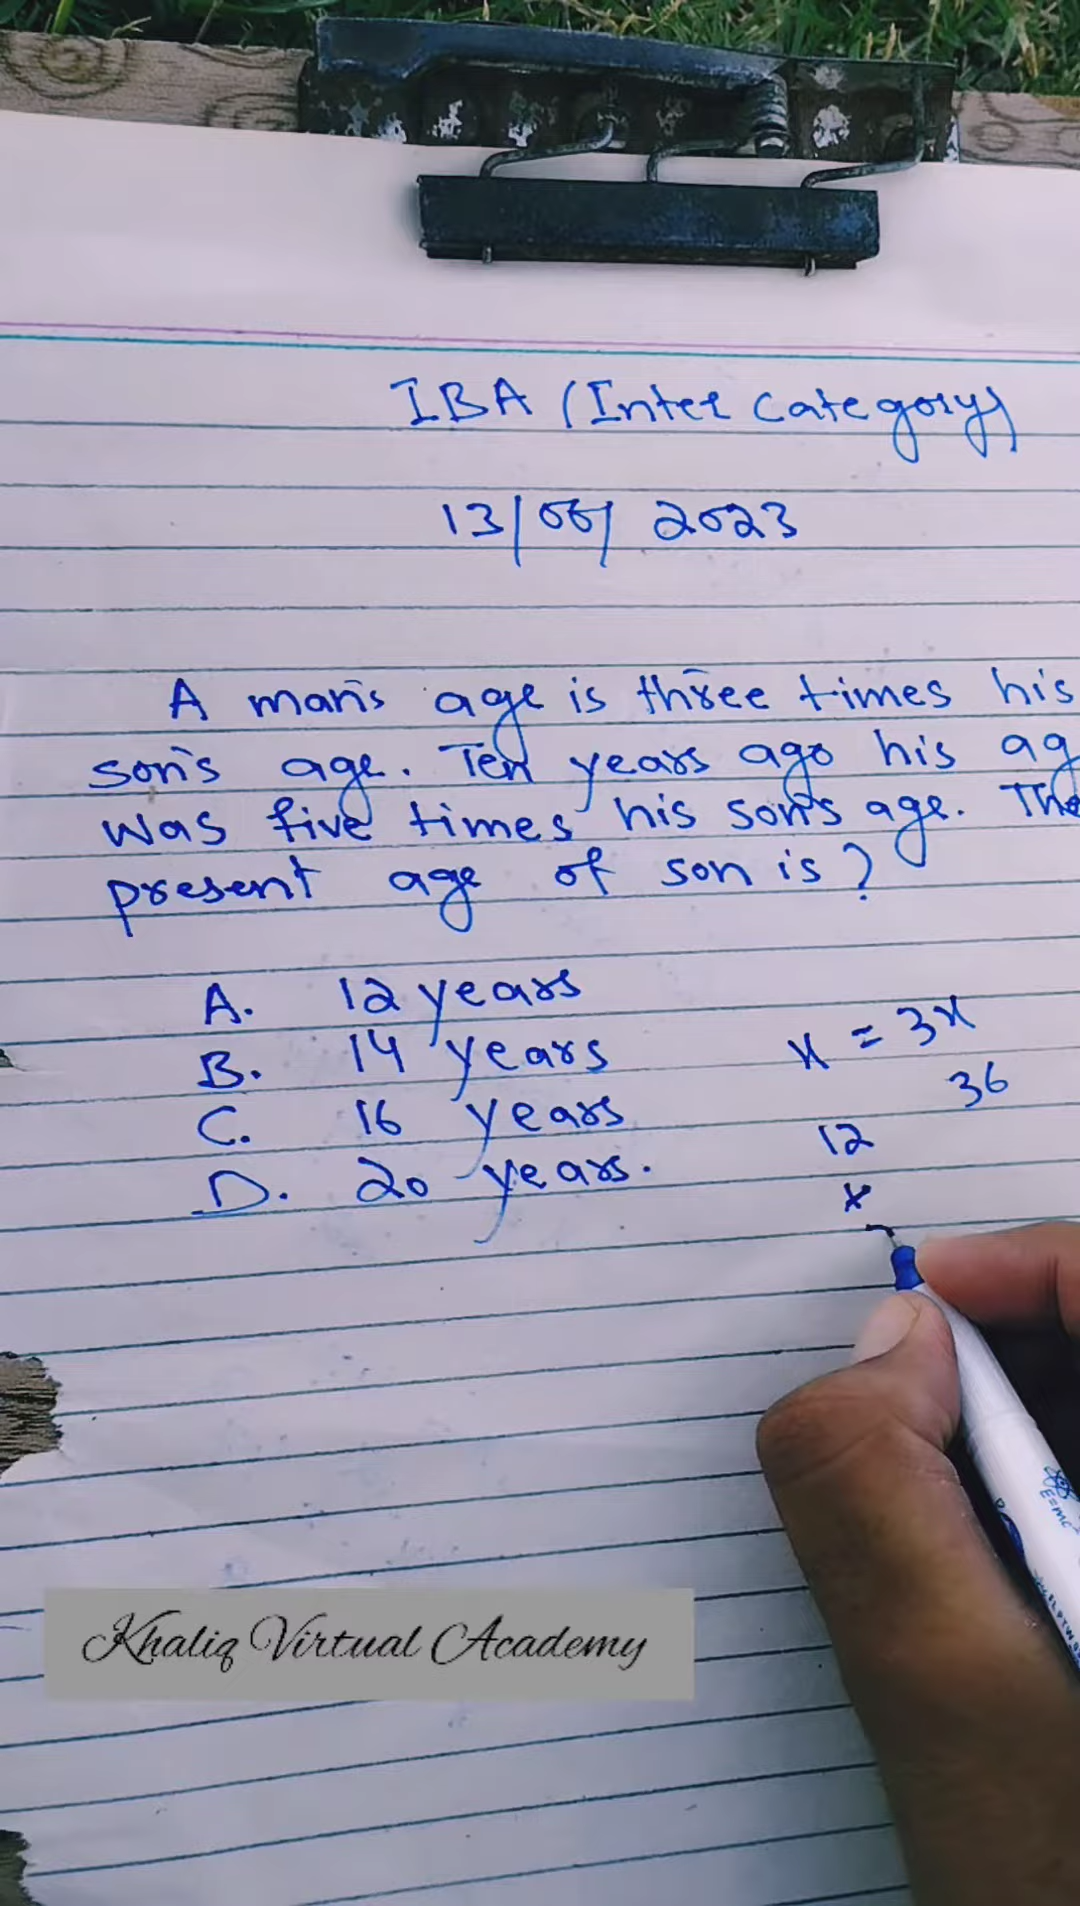 IBA (Inter Category)
13/06/2023
A man's age is three times his
son's age. Ten years ago his ag
was five times his son's age. The
present age of son is?
A. 12 years
B. 14 years
C. 16 years
D. 20 years.
x = 3x
36
12
x
E=mc²
Khaliq Virtual Academy